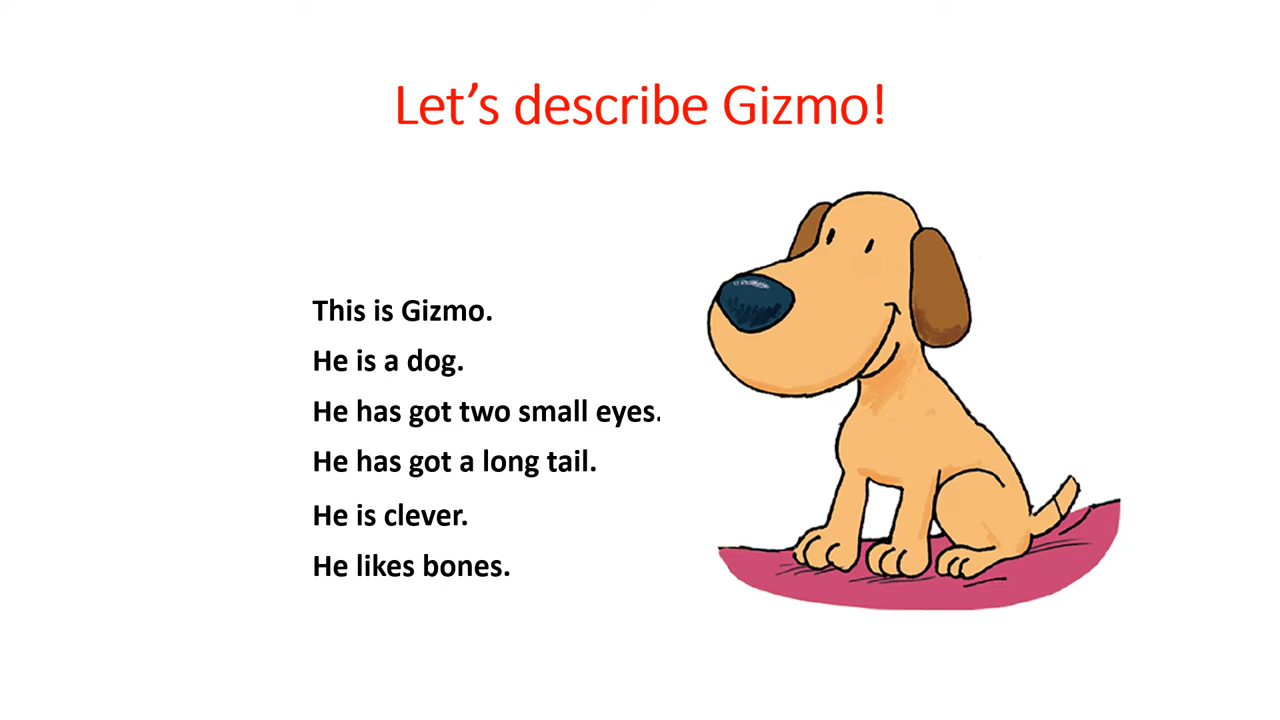 Let’s describe Gizmo!
This is Gizmo.
He is a dog.
He has got two small eyes.
He has got a long tail.
He is clever.
He likes bones.